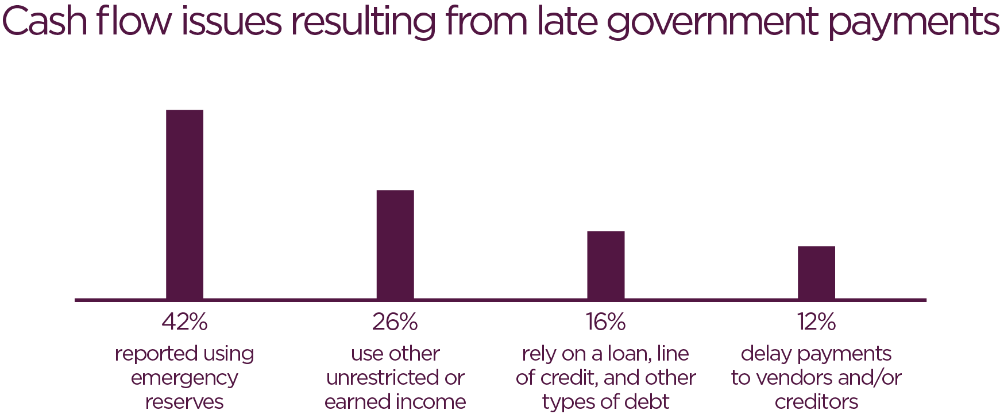 Cash flow issues resulting from late government payments
42%
reported using
emergency
reserves
26%
use other
unrestricted or
earned income
16%
rely on a loan, line
of credit, and other
types of debt
12%
delay payments
to vendors and/or
creditors